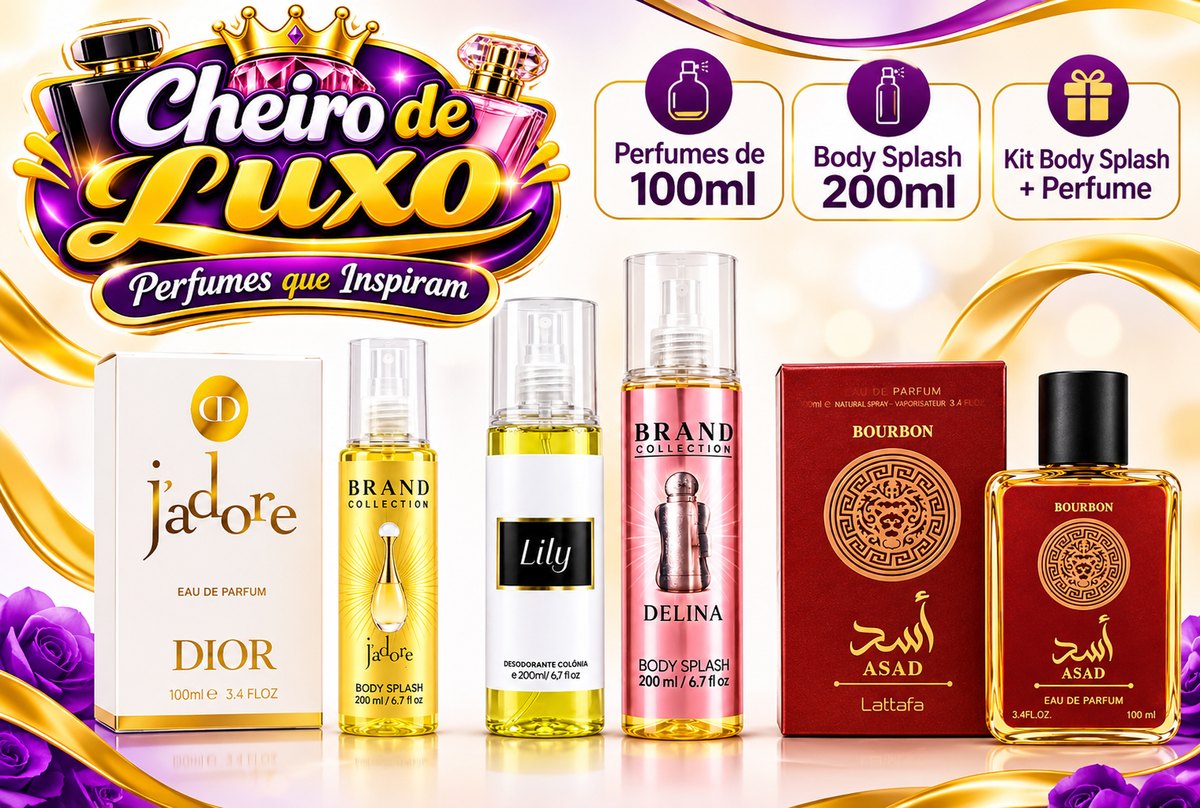 Cheiro de
Luxo
Perfumes que Inspiram
Perfumes de
100ml
Body Splash
200ml
Kit Body Splash
+ Perfume
CD
j'adore
EAU DE PARFUM
DIOR
100ml e 3.4 FLOZ
BRAND
COLLECTION
j'adore
BODY SPLASH
200 ml / 6.7 fl oz
Lily
DESODORANTE COLÔNIA
e 200ml/ 6,7 fl oz
BRAND
COLLECTION
DELINA
BODY SPLASH
200 ml / 6.7 fl oz
EAU DE PARFUM
00ml e NATURAL SPRAY - VAPORISATEUR 3.4 FLOZ
BOURBON
أسد
ASAD
Lattafa
BOURBON
أسد
ASAD
EAU DE PARFUM
3.4FL.OZ. 100 ml